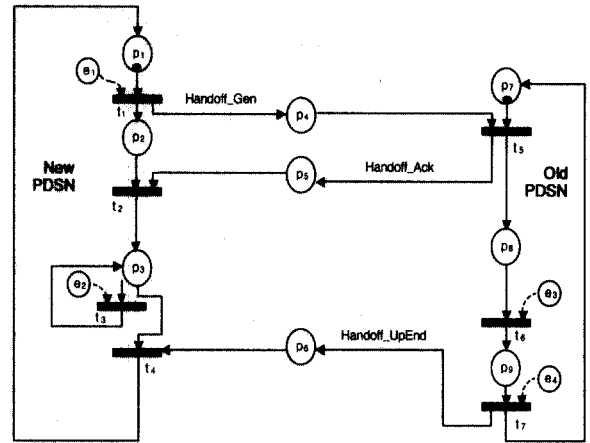 p1
e1
Handoff_Gen
t1
p4
p7
p2
t5
New
PDSN
p5
Handoff_Ack
Old
PDSN
t2
p3
p8
e2
t3
e3
t6
Handoff_UpEnd
p6
t4
p9
e4
t7